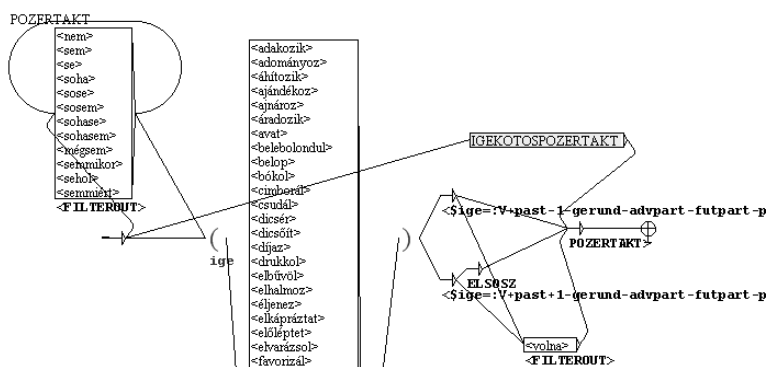 POZERTAKT
<nem>
<sem>
<se>
<soha>
<sose>
<sosem>
<sohase>
<sohasem>
<mégsem>
<semmikor>
<sehol>
<semmiért>
<FILTEROUT>
(
ige
<adakozik>
<adományoz>
<áhítozik>
<ajándékoz>
<ajnároz>
<áradozik>
<avat>
<belebolondul>
<belop>
<bókol>
<cimborál>
<csudál>
<dicsér>
<dicsőít>
<díjaz>
<drukkol>
<elbűvöl>
<elhalmoz>
<éljenez>
<elkápráztat>
<előléptet>
<elvarázsol>
<favorizál>
)
IGEKOTOSPOZERTAKT
<$ige=:V+past-1-gerund-advpart-futpart-p
POZERTAKT>
ELSOSZ
<$ige=:V+past+1-gerund-advpart-futpart-p
<volna>
<FILTEROUT>